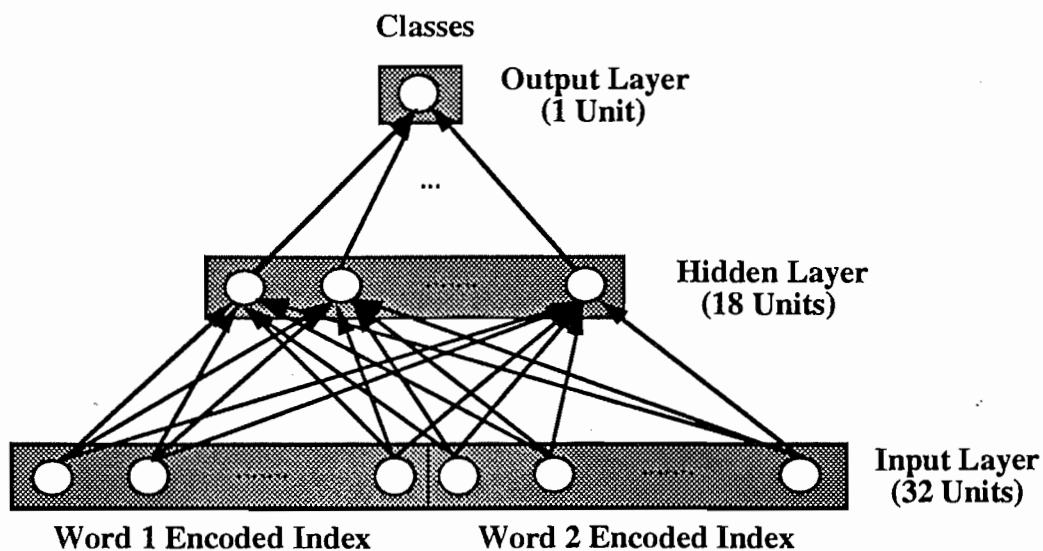 Classes
Output Layer
(1 Unit)
...
Hidden Layer
(18 Units)
.......
Input Layer
(32 Units)
.......
.......
Word 1 Encoded Index
Word 2 Encoded Index